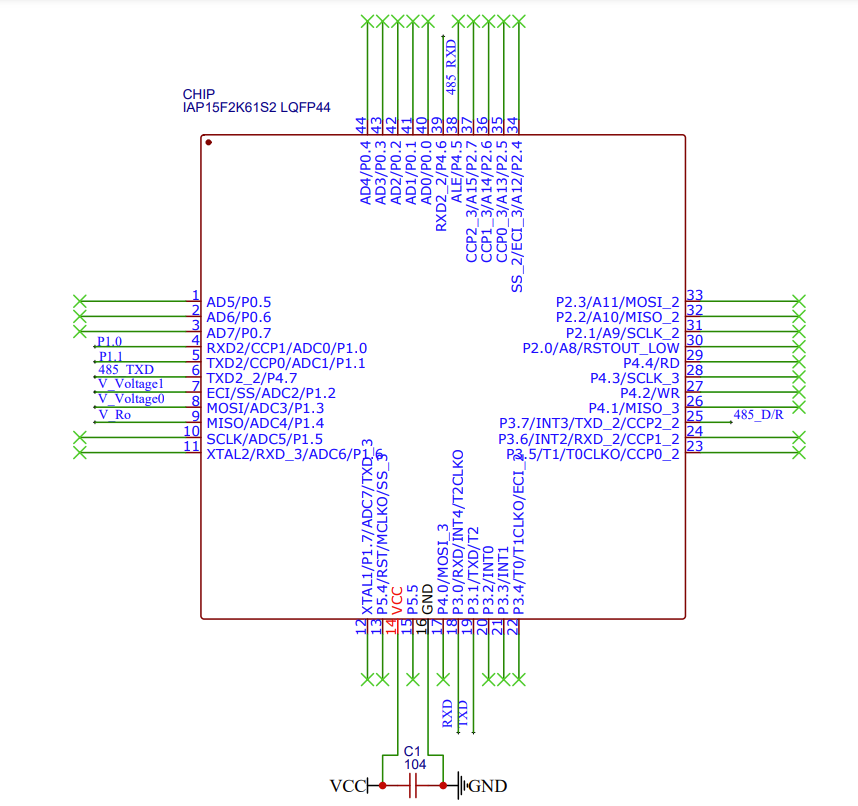 CHIP
IAP15F2K61S2 LQFP44
485_RXD
44
43
42
41
40
39
38
37
36
35
34
AD4/P0.4
AD3/P0.3
AD2/P0.2
AD1/P0.1
AD0/P0.0
RXD2_2/P4.6
ALE/P4.5
CCP2_3/A15/P2.7
CCP1_3/A14/P2.6
CCP0_3/A13/P2.5
SS_2/ECI_3/A12/P2.4
1 AD5/P0.5
2 AD6/P0.6
3 AD7/P0.7
P1.0 4 RXD2/CCP1/ADC0/P1.0
P1.1 5 TXD2/CCP0/ADC1/P1.1
485_TXD 6 TXD2_2/P4.7
V_Voltage1 7 ECI/SS/ADC2/P1.2
V_Voltage0 8 MOSI/ADC3/P1.3
V_Ro 9 MISO/ADC4/P1.4
10 SCLK/ADC5/P1.5
11 XTAL2/RXD_3/ADC6/P1.6
P2.3/A11/MOSI_2 33
P2.2/A10/MISO_2 32
P2.1/A9/SCLK_2 31
P2.0/A8/RSTOUT_LOW 30
P4.4/RD 29
P4.3/SCLK_3 28
P4.2/WR 27
P4.1/MISO_3 26
P3.7/INT3/TXD_2/CCP2_2 25 485_D/R
P3.6/INT2/RXD_2/CCP1_2 24
P3.5/T1/T0CLKO/CCP0_2 23
XTAL1/P1.7/ADC7/TXD_3
P5.4/RST/MCLKO/SS_3
VCC
P5.5
GND
P4.0/MOSI_3
P3.0/RXD/INT4/T2CLKO
P3.1/TXD/T2
P3.2/INT0
P3.3/INT1
P3.4/T0/T1CLKO/ECI_2
12
13
14
15
16
17
18
19
20
21
22
RXD
TXD
C1
104
VCC
GND